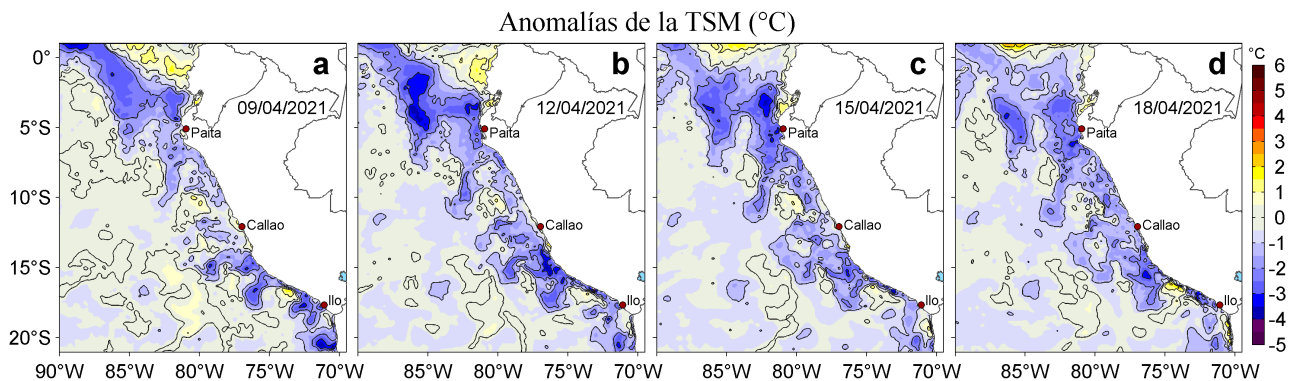 Anomalías de la TSM (°C)
a
09/04/2021
Paita
Callao
Ilo
b
12/04/2021
Paita
Callao
Ilo
c
15/04/2021
Paita
Callao
Ilo
d
18/04/2021
Paita
Callao
Ilo
0°
5°S
10°S
15°S
20°S
90°W 85°W 80°W 75°W 70°W
85°W 80°W 75°W 70°W
85°W 80°W 75°W 70°W
85°W 80°W 75°W 70°W
°C
6
5
4
3
2
1
0
-1
-2
-3
-4
-5